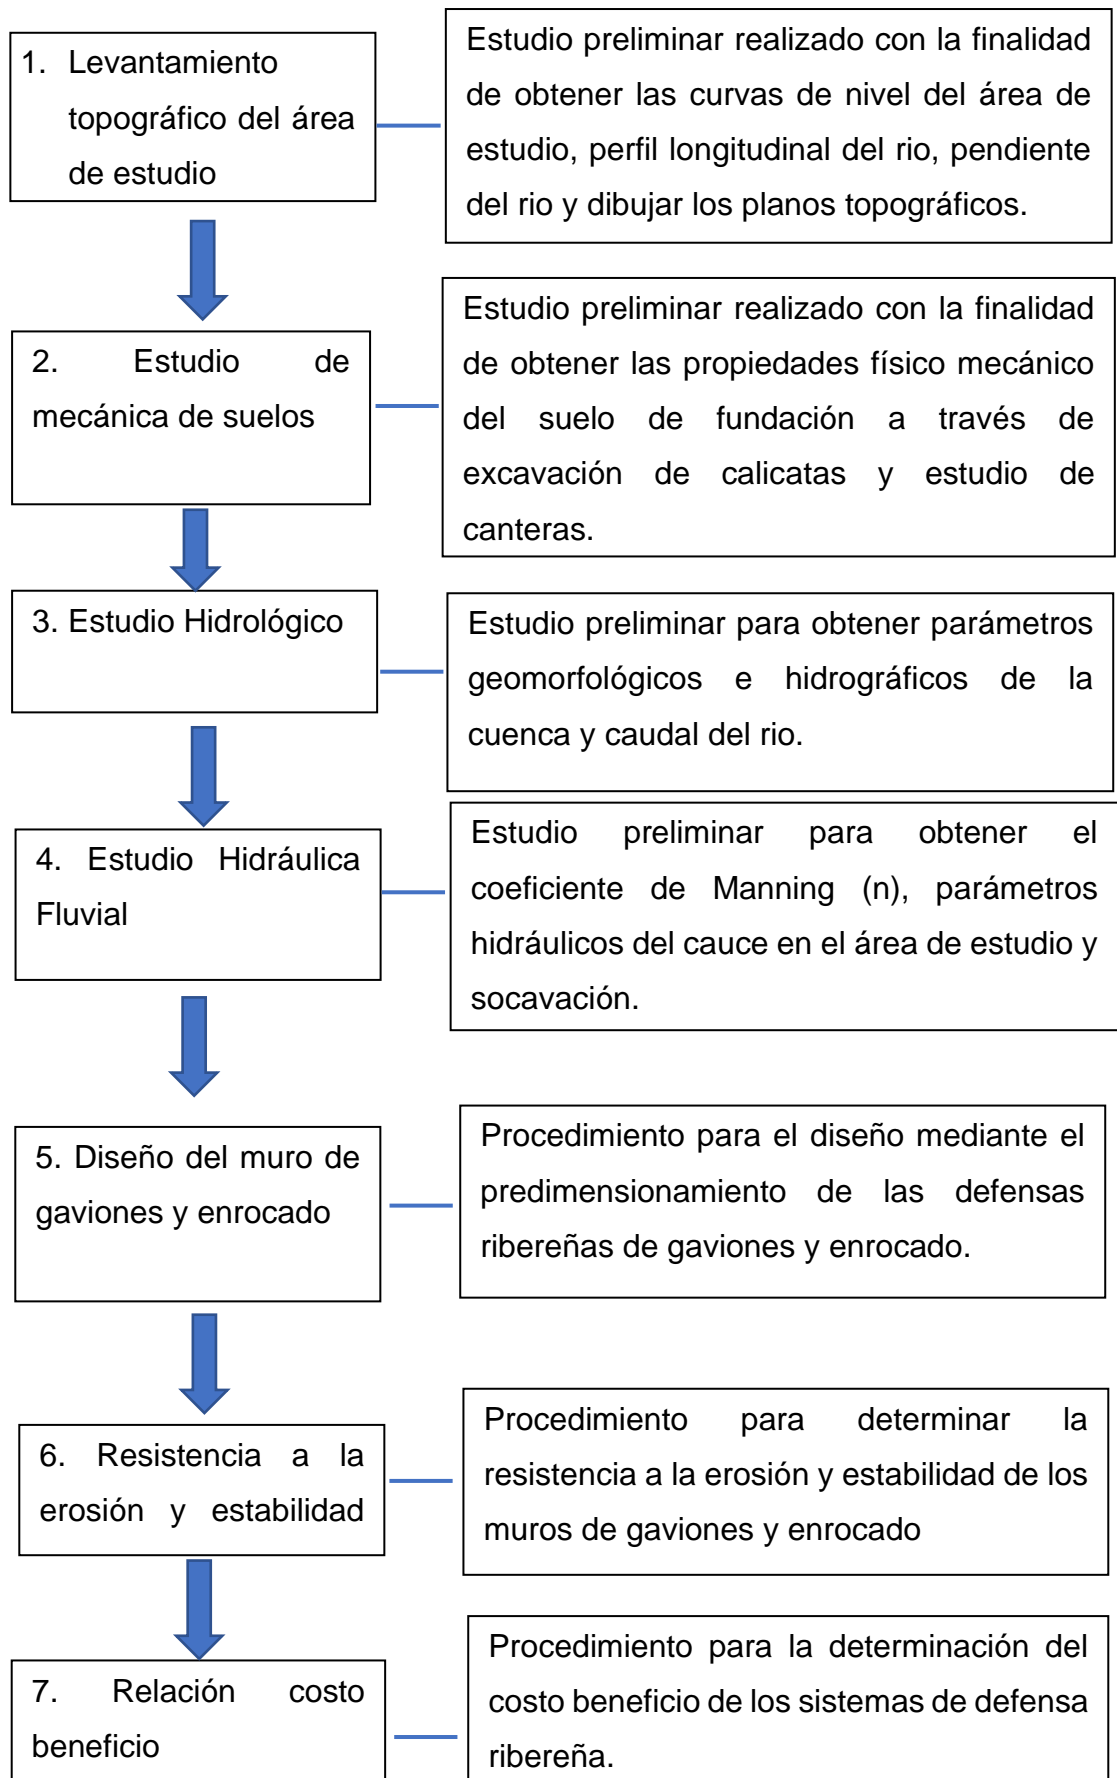 1. Levantamiento
topográfico del área
de estudio
Estudio preliminar realizado con la finalidad
de obtener las curvas de nivel del área de
estudio, perfil longitudinal del rio, pendiente
del rio y dibujar los planos topográficos.
2. Estudio de
mecánica de suelos
Estudio preliminar realizado con la finalidad
de obtener las propiedades físico mecánico
del suelo de fundación a través de
excavación de calicatas y estudio de
canteras.
3. Estudio Hidrológico
Estudio preliminar para obtener parámetros
geomorfológicos e hidrográficos de la
cuenca y caudal del rio.
4. Estudio Hidráulica
Fluvial
Estudio preliminar para obtener el
coeficiente de Manning (n), parámetros
hidráulicos del cauce en el área de estudio y
socavación.
5. Diseño del muro de
gaviones y enrocado
Procedimiento para el diseño mediante el
predimensionamiento de las defensas
ribereñas de gaviones y enrocado.
6. Resistencia a la
erosión y estabilidad
Procedimiento para determinar la
resistencia a la erosión y estabilidad de los
muros de gaviones y enrocado
7. Relación costo
beneficio
Procedimiento para la determinación del
costo beneficio de los sistemas de defensa
ribereña.